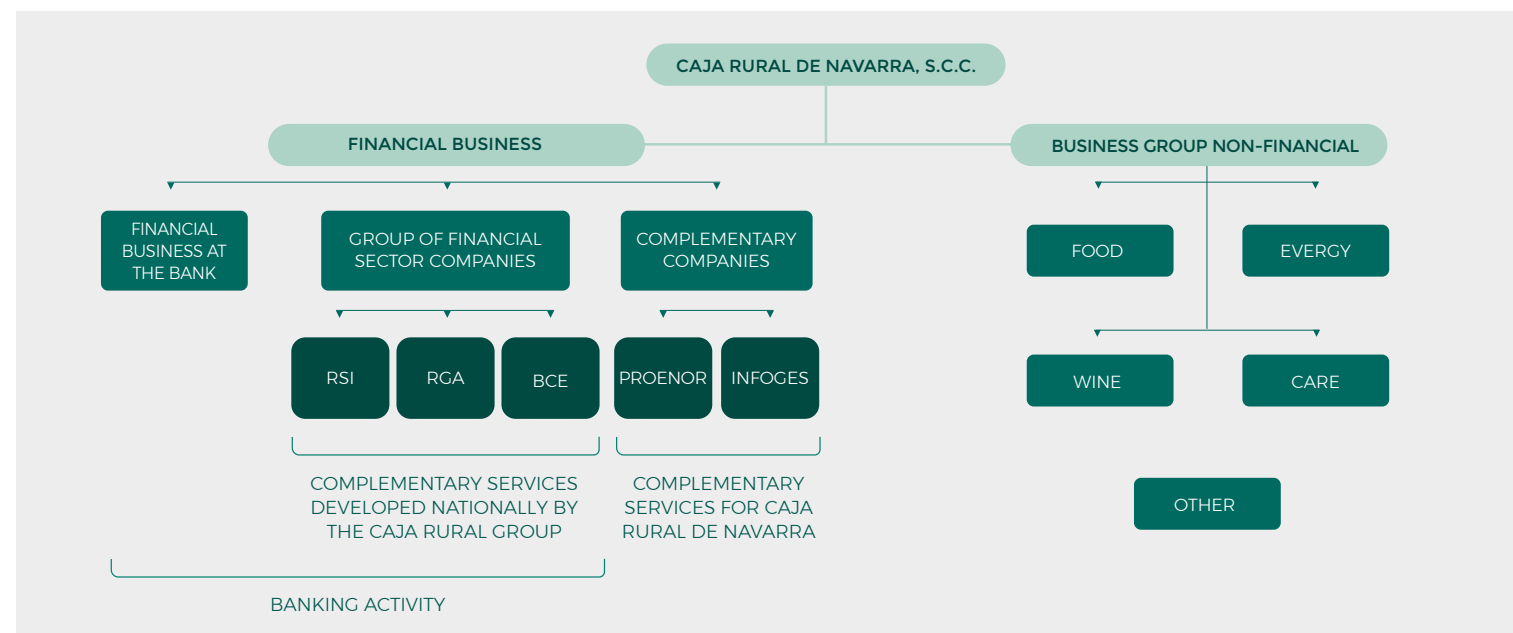 CAJA RURAL DE NAVARRA, S.C.C.
FINANCIAL BUSINESS
BUSINESS GROUP NON-FINANCIAL
FINANCIAL
BUSINESS AT
THE BANK
GROUP OF FINANCIAL
SECTOR COMPANIES
COMPLEMENTARY
COMPANIES
FOOD
EVERGY
RSI
RGA
BCE
PROENOR
INFOGES
WINE
CARE
COMPLEMENTARY SERVICES
DEVELOPED NATIONALLY BY
THE CAJA RURAL GROUP
COMPLEMENTARY
SERVICES FOR CAJA
RURAL DE NAVARRA
OTHER
BANKING ACTIVITY